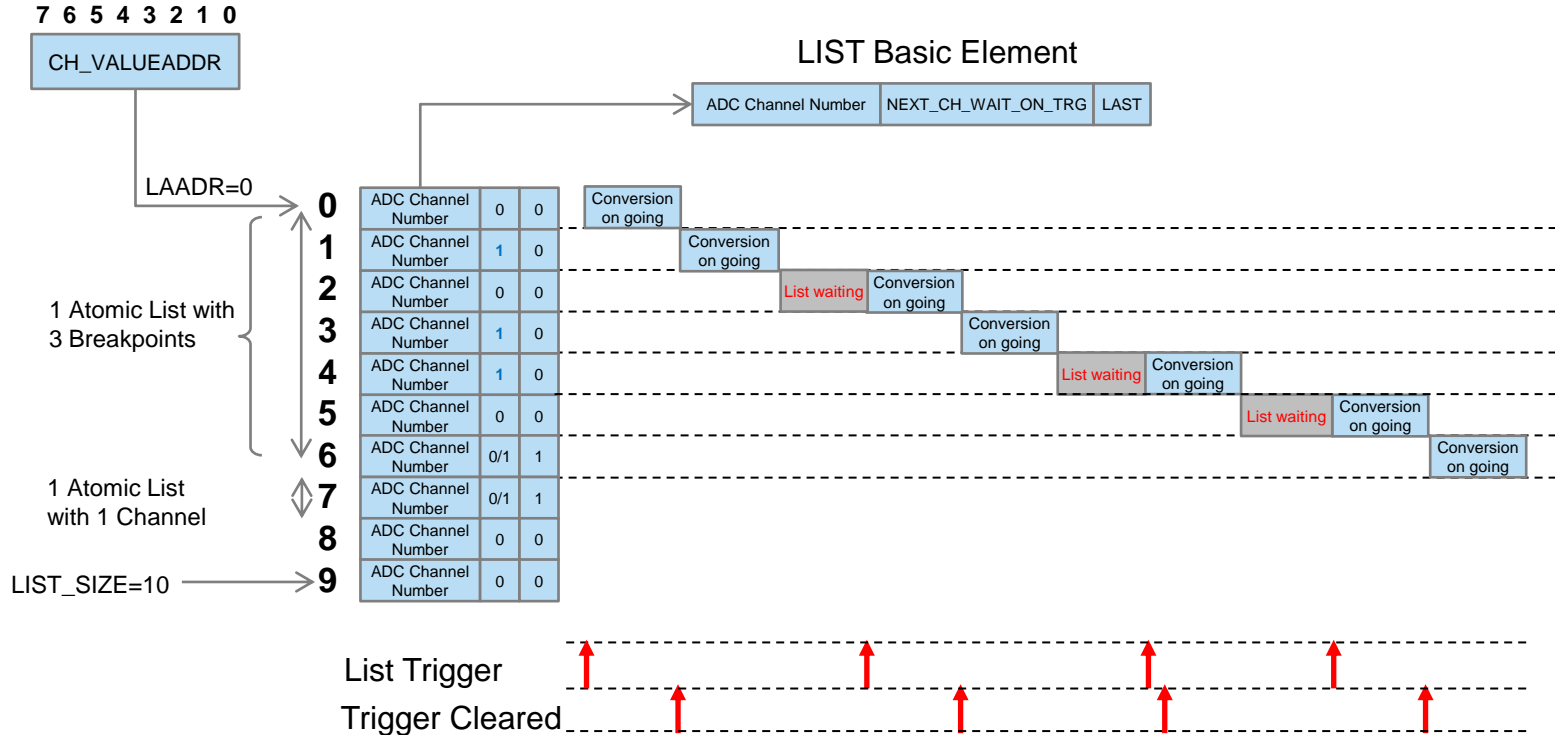 7 6 5 4 3 2 1 0
CH_VALUEADDR
LIST Basic Element
ADC Channel Number NEXT_CH_WAIT_ON_TRG LAST
LAADR=0
0 ADC Channel
Number 0 0 Conversion
on going
1 ADC Channel
Number 1 0 Conversion
on going
2 ADC Channel
Number 0 0 List waiting Conversion
on going
1 Atomic List with
3 Breakpoints
3 ADC Channel
Number 1 0 Conversion
on going
4 ADC Channel
Number 1 0 List waiting Conversion
on going
5 ADC Channel
Number 0 0 List waiting Conversion
on going
6 ADC Channel
Number 0/1 1 Conversion
on going
1 Atomic List
with 1 Channel
7 ADC Channel
Number 0/1 1
8 ADC Channel
Number 0 0
LIST_SIZE=10
9 ADC Channel
Number 0 0
List Trigger
Trigger Cleared